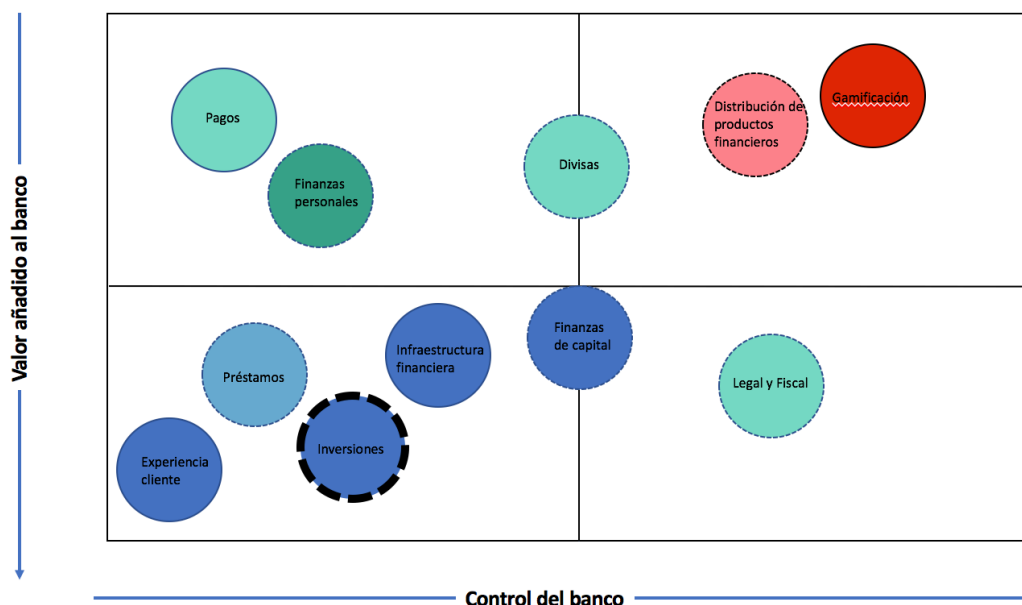 Valor añadido al banco
Pagos
Finanzas
personales
Divisas
Distribución de
productos
financieros
Gamificación
Préstamos
Infraestructura
financiera
Finanzas
de capital
Legal y Fiscal
Experiencia
cliente
Inversiones
Control del banco